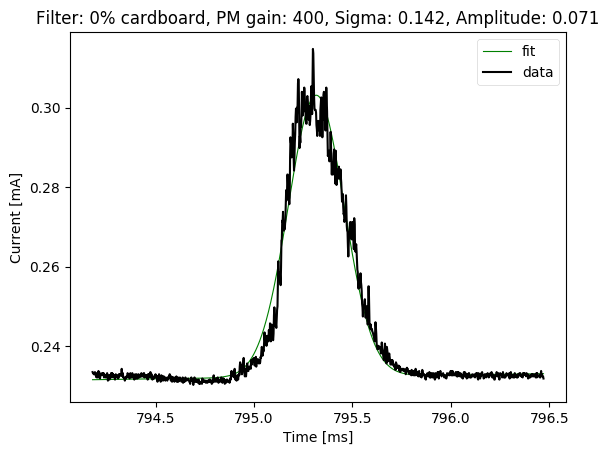 Filter: 0% cardboard, PM gain: 400, Sigma: 0.142, Amplitude: 0.071
fit
data
Current [mA]
0.30
0.28
0.26
0.24
794.5 795.0 795.5 796.0 796.5
Time [ms]